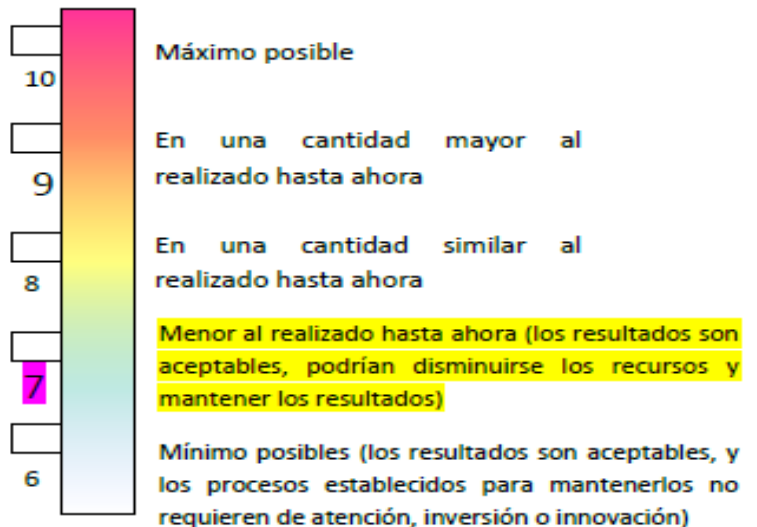 10
Máximo posible
9
En una cantidad mayor al
realizado hasta ahora
8
En una cantidad similar al
realizado hasta ahora
7
Menor al realizado hasta ahora (los resultados son
aceptables, podrían disminuirse los recursos y
mantener los resultados)
6
Mínimo posibles (los resultados son aceptables, y
los procesos establecidos para mantenerlos no
requieren de atención, inversión o innovación)